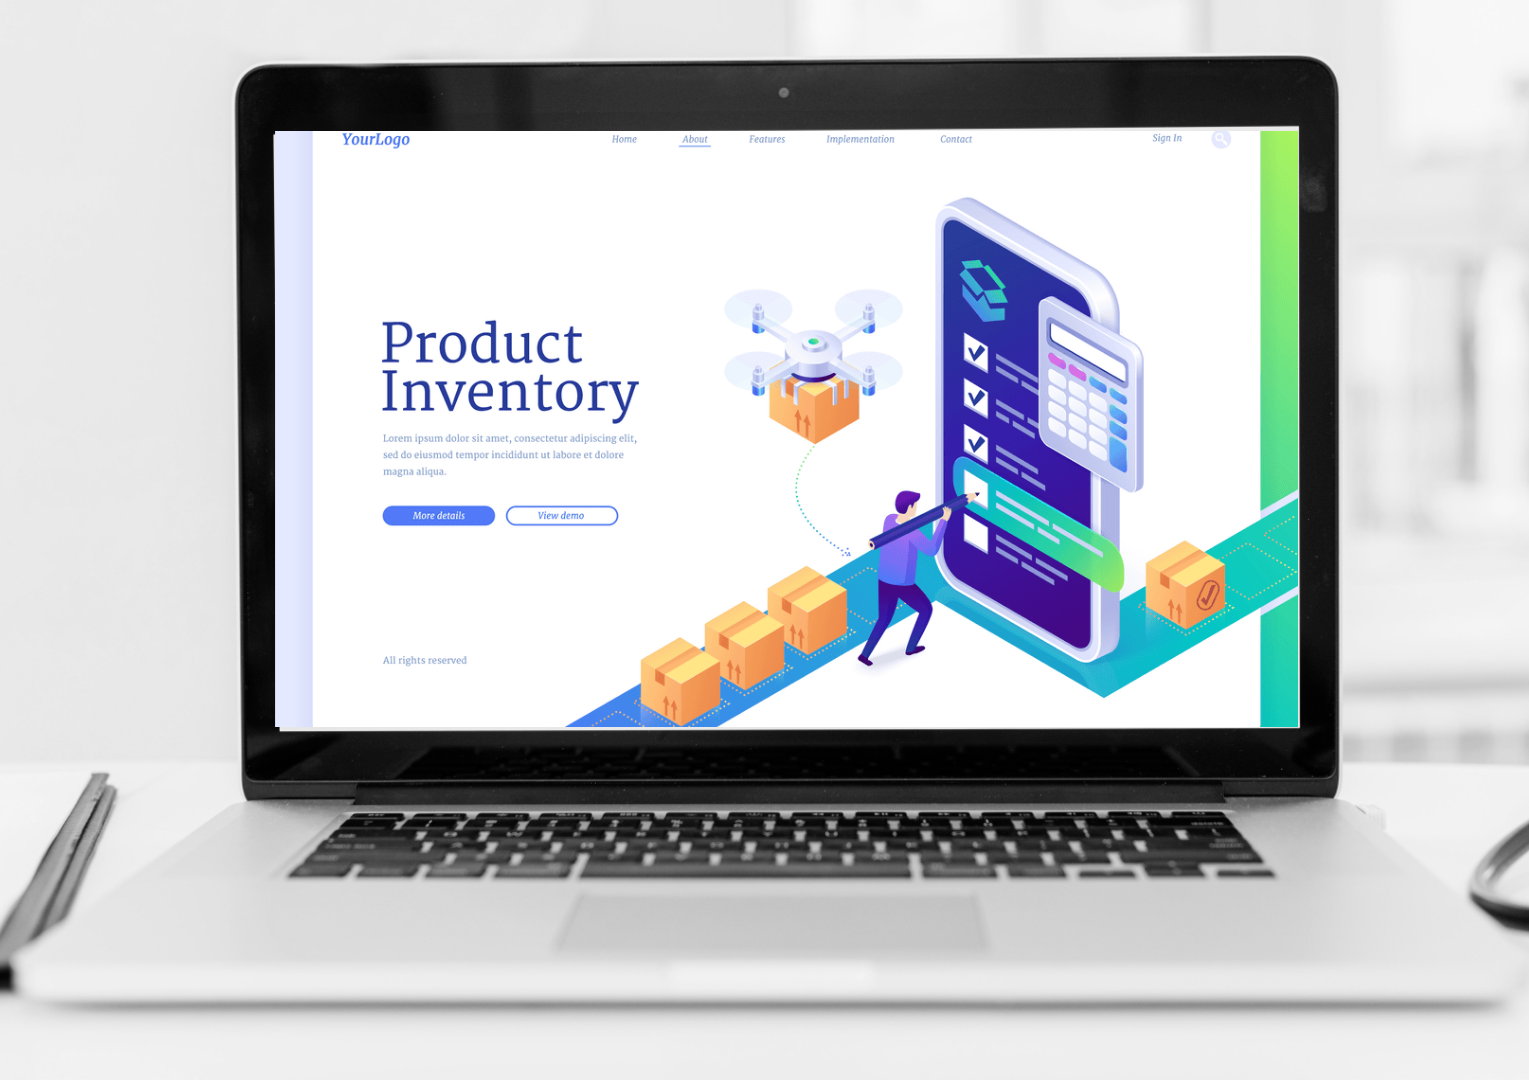 YourLogo
Home
About
Features
Implementation
Contact
Sign In
Product
Inventory
Lorem ipsum dolor sit amet, consectetur adipiscing elit,
sed do eiusmod tempor incididunt ut labore et dolore
magna aliqua.
More details
View demo
All rights reserved